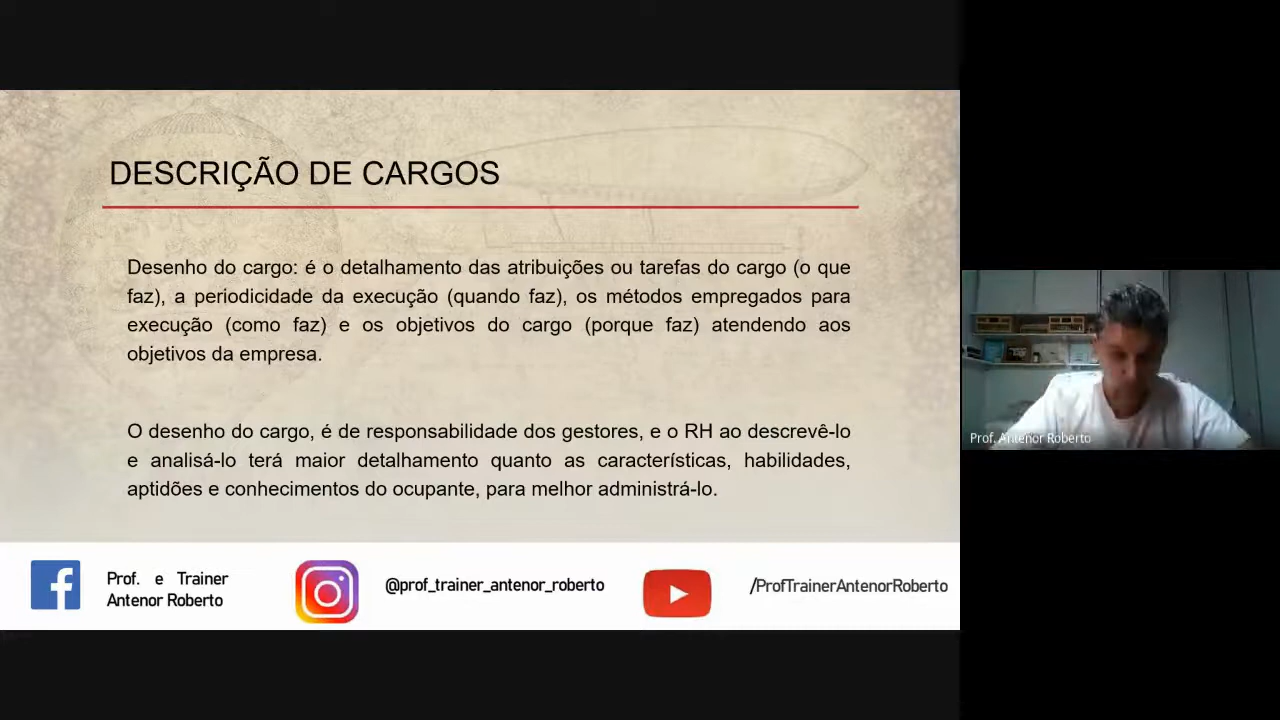 DESCRIÇÃO DE CARGOS
Desenho do cargo: é o detalhamento das atribuições ou tarefas do cargo (o que
faz), a periodicidade da execução (quando faz), os métodos empregados para
execução (como faz) e os objetivos do cargo (porque faz) atendendo aos
objetivos da empresa.
O desenho do cargo, é de responsabilidade dos gestores, e o RH ao descrevê-lo
e analisá-lo terá maior detalhamento quanto as características, habilidades,
aptidões e conhecimentos do ocupante, para melhor administrá-lo.
Prof. e Trainer
Antenor Roberto
@prof_trainer_antenor_roberto
/ProfTrainerAntenorRoberto
Prof. Antenor Roberto